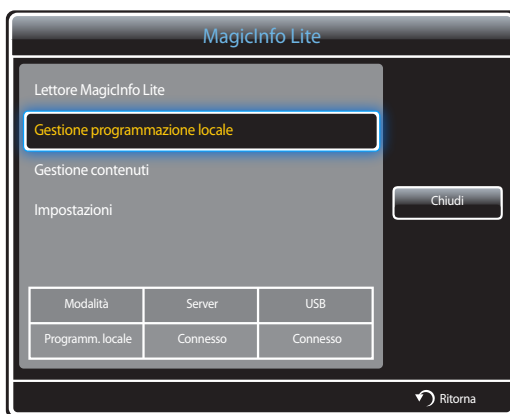 MagicInfo Lite
Lettore MagicInfo Lite
Gestione programmazione locale
Gestione contenuti
Impostazioni
Chiudi
Modalità Server USB
Programm. locale Connesso Connesso
Ritorna